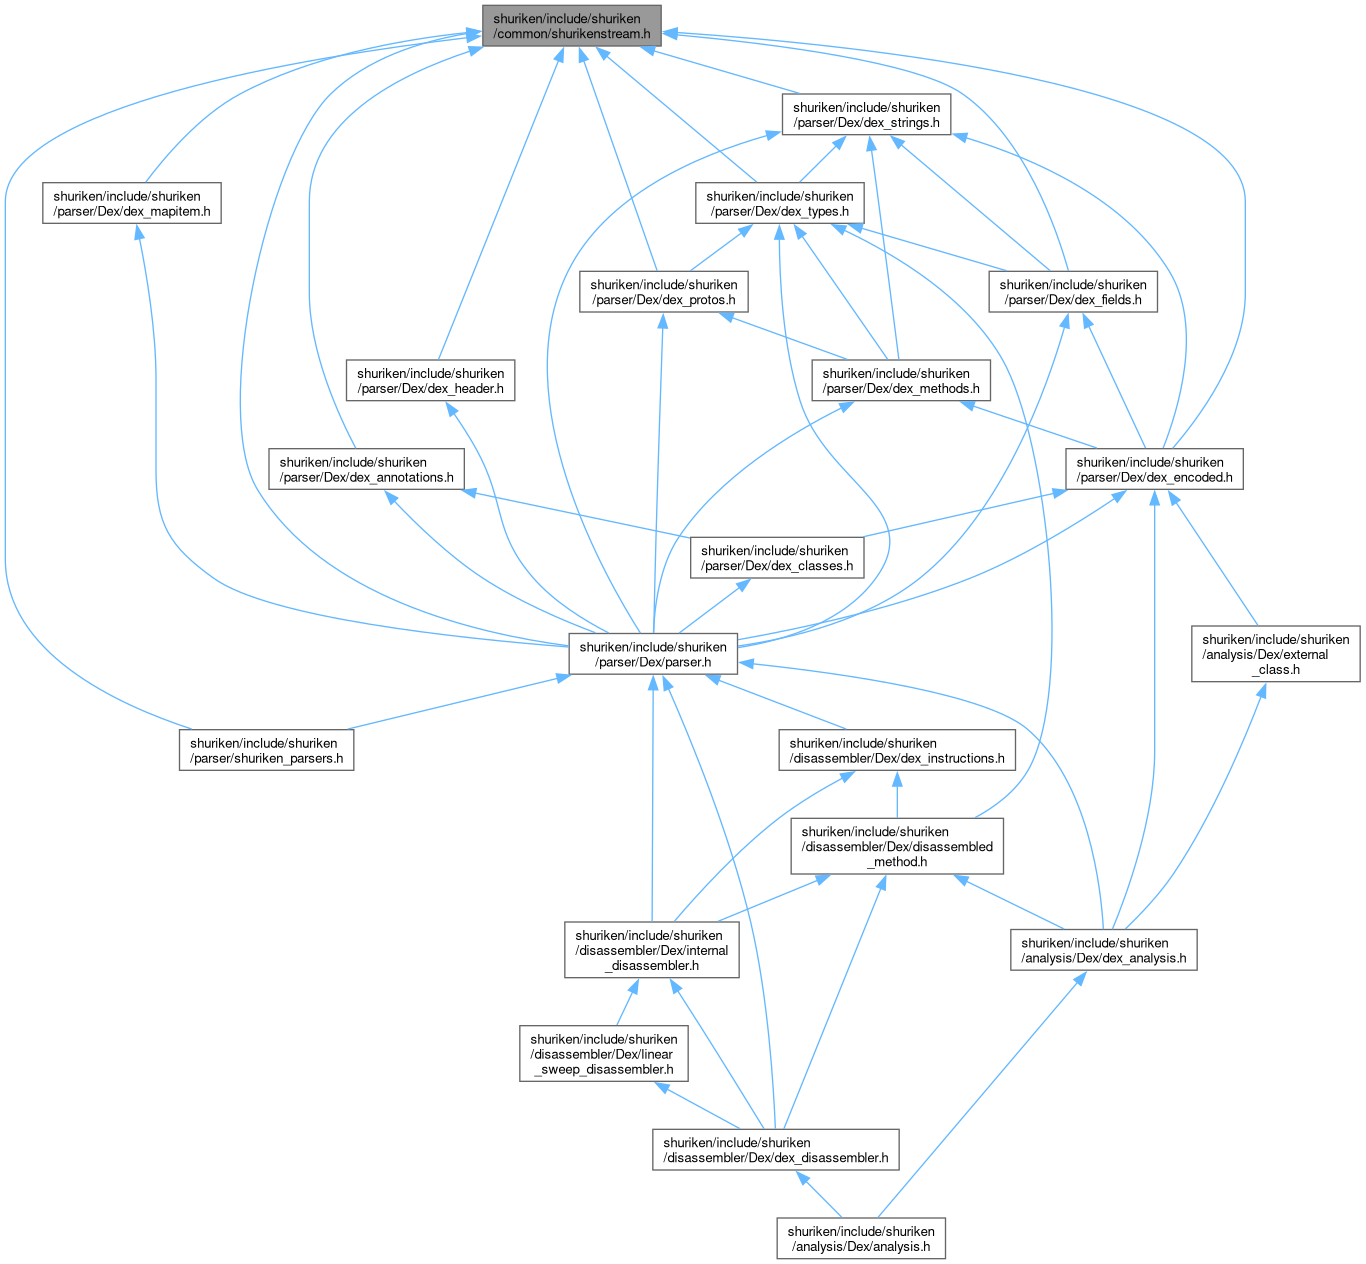 shuriken/include/shuriken
/common/shurikenstream.h
shuriken/include/shuriken
/parser/Dex/dex_strings.h
shuriken/include/shuriken
/parser/Dex/dex_mapitem.h
shuriken/include/shuriken
/parser/Dex/dex_types.h
shuriken/include/shuriken
/parser/Dex/dex_protos.h
shuriken/include/shuriken
/parser/Dex/dex_fields.h
shuriken/include/shuriken
/parser/Dex/dex_header.h
shuriken/include/shuriken
/parser/Dex/dex_methods.h
shuriken/include/shuriken
/parser/Dex/dex_annotations.h
shuriken/include/shuriken
/parser/Dex/dex_encoded.h
shuriken/include/shuriken
/parser/Dex/dex_classes.h
shuriken/include/shuriken
/parser/Dex/parser.h
shuriken/include/shuriken
/analysis/Dex/external
_class.h
shuriken/include/shuriken
/parser/shuriken_parsers.h
shuriken/include/shuriken
/disassembler/Dex/dex_instructions.h
shuriken/include/shuriken
/disassembler/Dex/disassembled
_method.h
shuriken/include/shuriken
/disassembler/Dex/internal
_disassembler.h
shuriken/include/shuriken
/analysis/Dex/dex_analysis.h
shuriken/include/shuriken
/disassembler/Dex/linear
_sweep_disassembler.h
shuriken/include/shuriken
/disassembler/Dex/dex_disassembler.h
shuriken/include/shuriken
/analysis/Dex/analysis.h